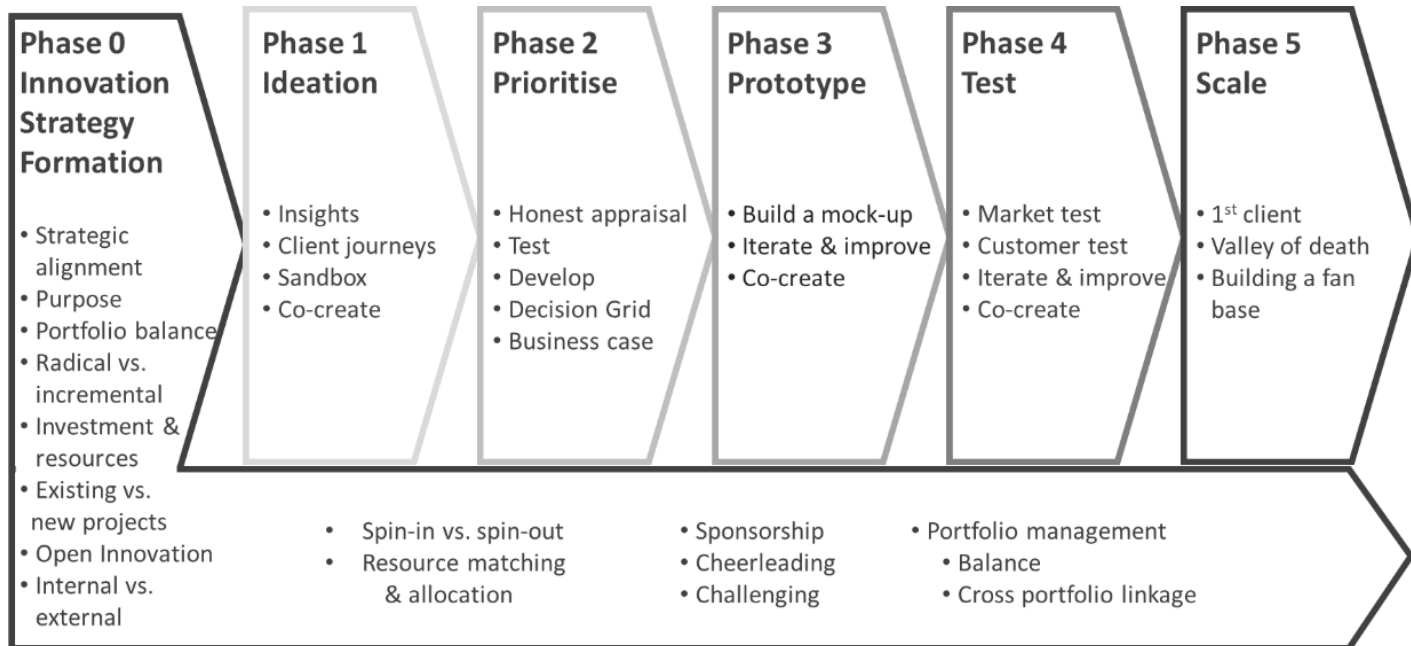 Phase 0
Innovation
Strategy
Formation
• Strategic
alignment
• Purpose
• Portfolio balance
• Radical vs.
incremental
• Investment &
resources
• Existing vs.
new projects
• Open Innovation
• Internal vs.
external
Phase 1
Ideation
• Insights
• Client journeys
• Sandbox
• Co-create
Phase 2
Prioritise
• Honest appraisal
• Test
• Develop
• Decision Grid
• Business case
Phase 3
Prototype
• Build a mock-up
• Iterate & improve
• Co-create
Phase 4
Test
• Market test
• Customer test
• Iterate & improve
• Co-create
Phase 5
Scale
• 1st client
• Valley of death
• Building a fan
base
• Spin-in vs. spin-out
• Resource matching
& allocation
• Sponsorship
• Cheerleading
• Challenging
• Portfolio management
• Balance
• Cross portfolio linkage